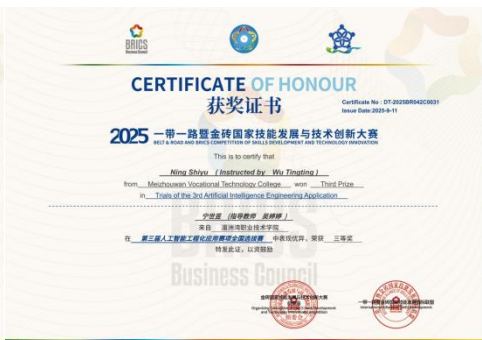 BRICS
Business Council
CERTIFICATE OF HONOUR
获奖证书
Certificate No : DT-2025BR042C0031
Issue Date:2025-8-11
2025 一带一路暨金砖国家技能发展与技术创新大赛
BELT & ROAD AND BRICS COMPETITION OF SKILLS DEVELOPMENT AND TECHNOLOGY INNOVATION
This is to certify that
Ning Shiyu ( Instructed by Wu Tingting )
from Meizhouwan Vocational Technology College won Third Prize
in Trials of the 3rd Artificial Intelligence Engineering Application
宁世蓝 (指导教师 吴婷婷 )
来自 湄洲湾职业技术学院
在 第三届人工智能工程化应用赛项全国选拔赛 中表现优异、荣获 三等奖
特发此证，以资鼓励
BRICS
Business Council